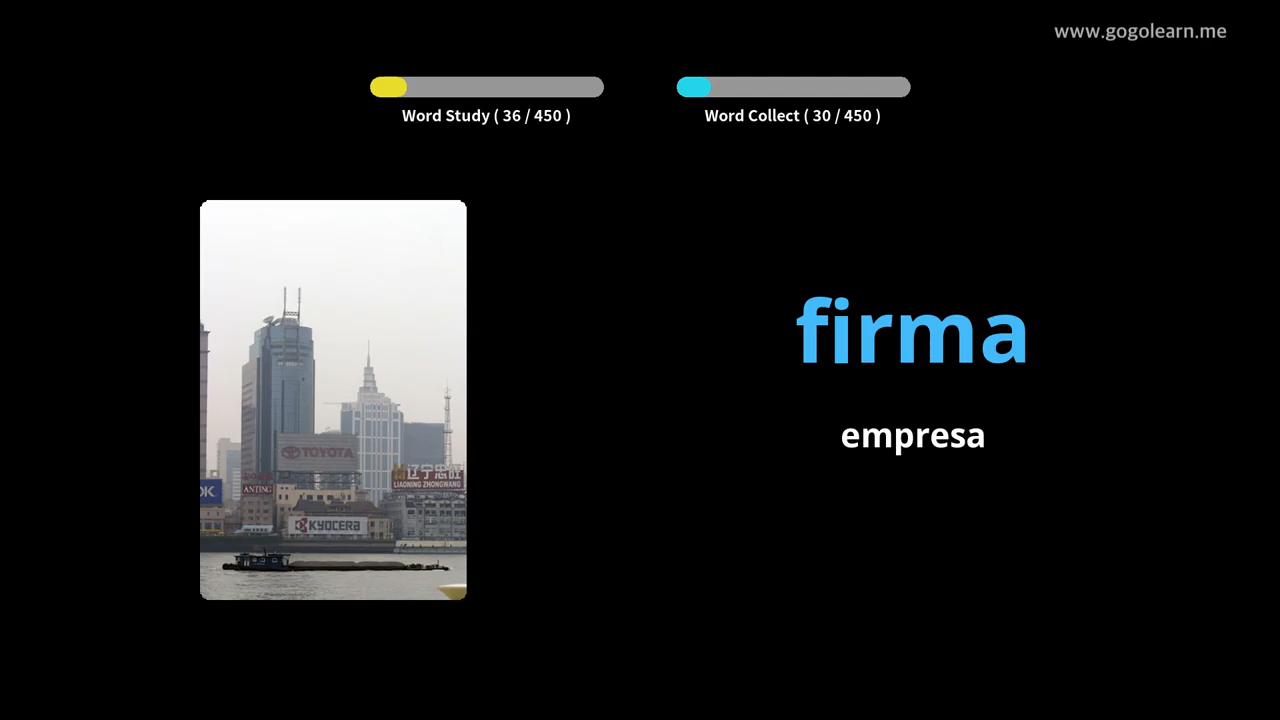 www.gogolearn.me
Word Study ( 36 / 450 )
Word Collect ( 30 / 450 )
firma
empresa
TOYOTA
辽宁忠旺
LIAONING ZHONGWANG
OK
ANTING
KYOCERA